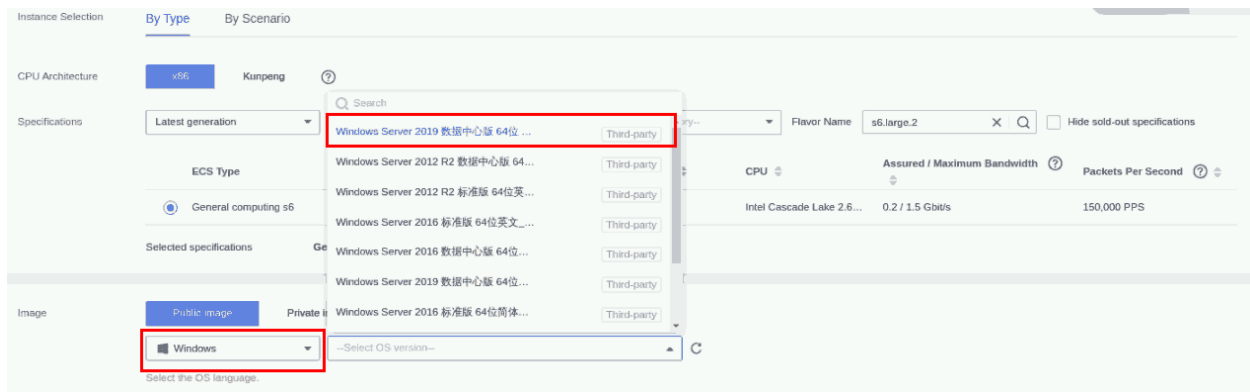 Instance Selection By Type By Scenario
CPU Architecture x86 Kunpeng
Search
Specifications Latest generation Flavor Name s6.large.2 Hide sold-out specifications
Windows Server 2019 数据中心版 64位 ... Third-party
Windows Server 2012 R2 数据中心版 64... Third-party
ECS Type CPU Assured / Maximum Bandwidth Packets Per Second
Windows Server 2012 R2 标准版 64位英... Third-party
General computing s6 Intel Cascade Lake 2.6... 0.2 / 1.5 Gbit/s 150,000 PPS
Windows Server 2016 标准版 64位英文_... Third-party
Selected specifications Ge
Windows Server 2016 数据中心版 64位... Third-party
Windows Server 2019 数据中心版 64位... Third-party
Image Public image Private i
Windows Server 2016 标准版 64位简体... Third-party
Windows --Select OS version--
Select the OS language.